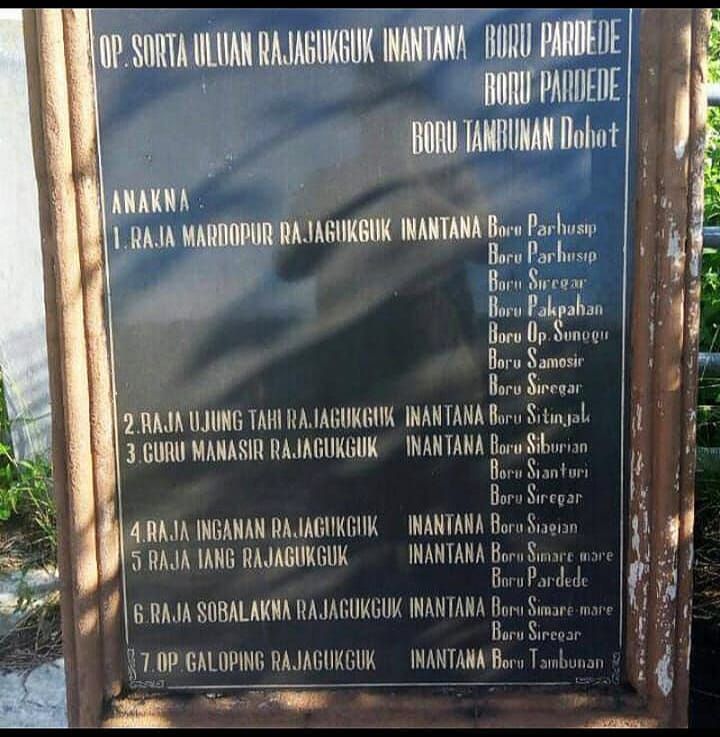 OP. SORTA ULUAN RAJAGUKGUK INANTANA BORU PARDEDE
BORU PARDEDE
BORU TAMBUNAN Dohot
ANAKNA :
1. RAJA MARDOPUR RAJAGUKGUK INANTANA Boru Parhusip
Boru Parhusip
Boru Siregar
Boru Pakpahan
Boru Op. Sunggu
Boru Samosir
Boru Siregar
2. RAJA UJUNG TAHI RAJAGUKGUK INANTANA Boru Sitinjak
3. GURU MANASIR RAJAGUKGUK INANTANA Boru Siburian
Boru Sianturi
Boru Siregar
4. RAJA INGANAN RAJAGUKGUK INANTANA Boru Siagian
5 RAJA IANG RAJAGUKGUK INANTANA Boru Simare mare
Boru Pardede
6. RAJA SOBALAKNA RAJAGUKGUK INANTANA Boru Simare-mare
Boru Siregar
7. OP. GALOPING RAJAGUKGUK INANTANA Boru Tambunan